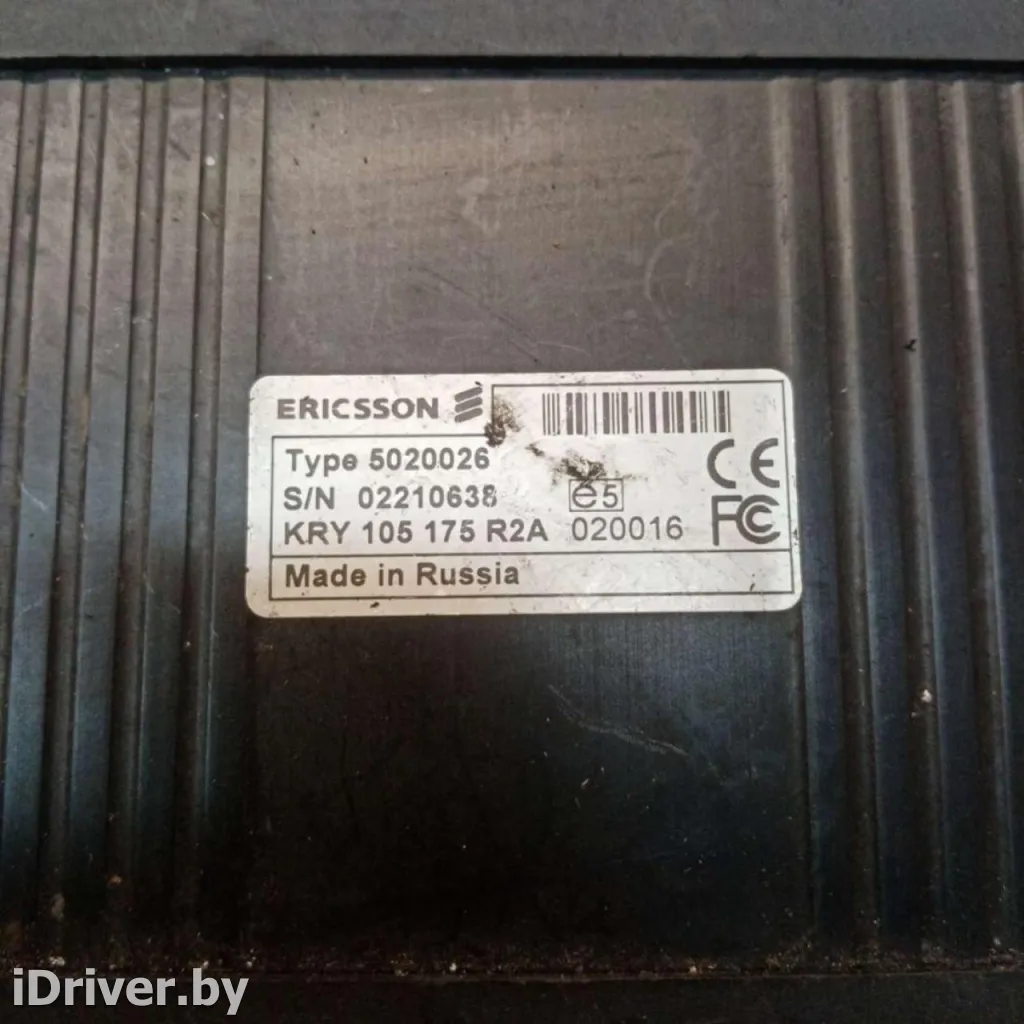 ERICSSON
Type 5020026
S/N 02210638
e5
KRY 105 175 R2A 020016
CE
FC
Made in Russia
iDriver.by